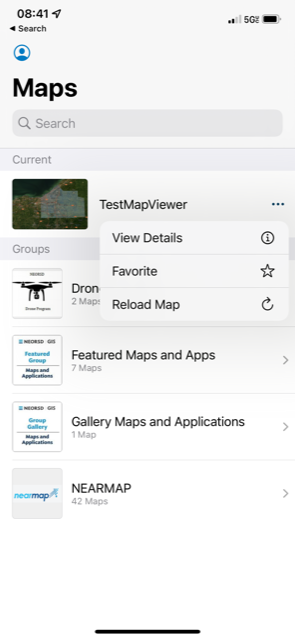 08:41
5G
Search
Maps
Search
Current
TestMapViewer
View Details
Favorite
Reload Map
Groups
NEORSD
Drone Program
Dron
2 Maps
NEORSD GIS
Featured
Group
Maps and
Applications
Featured Maps and Apps
7 Maps
NEORSD GIS
Group
Gallery
Maps and
Applications
Gallery Maps and Applications
1 Map
nearmap
NEARMAP
42 Maps